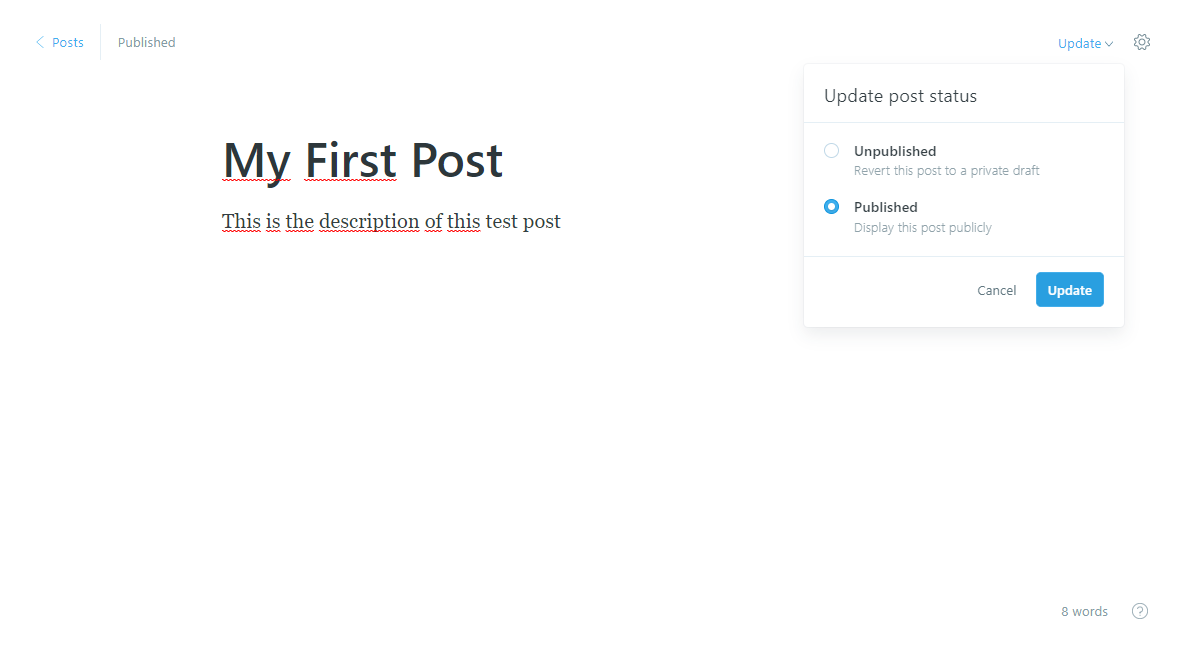 Posts
Published
Update
Update post status
Unpublished
Revert this post to a private draft
Published
Display this post publicly
Cancel
Update
My First Post
This is the description of this test post
8 words
?